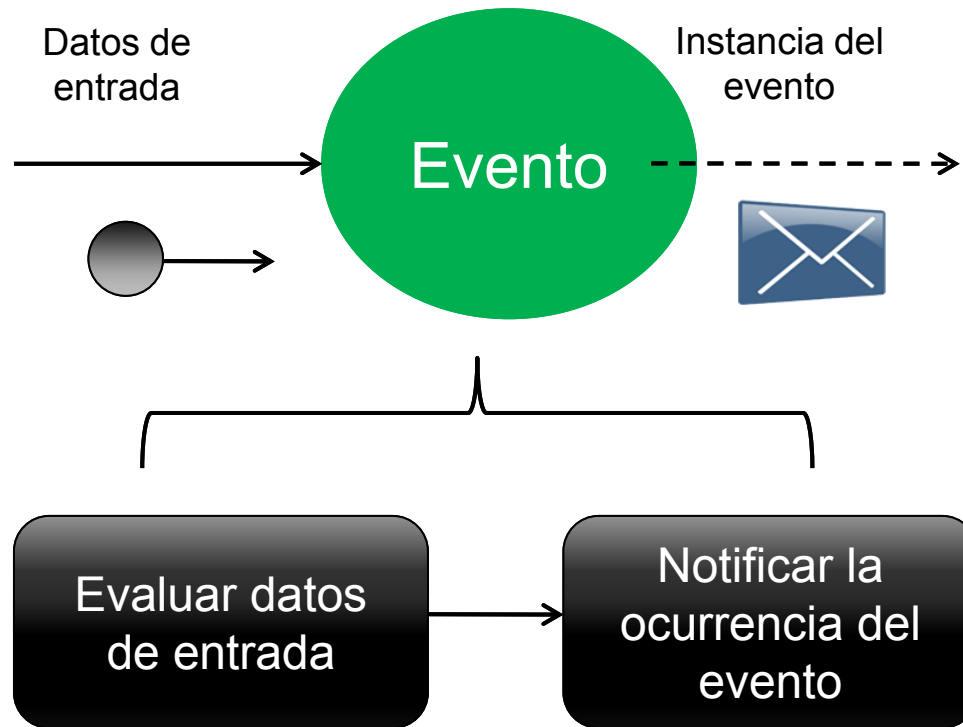 Datos de
entrada
Instancia del
evento
Evento
Evaluar datos
de entrada
Notificar la
ocurrencia del
evento